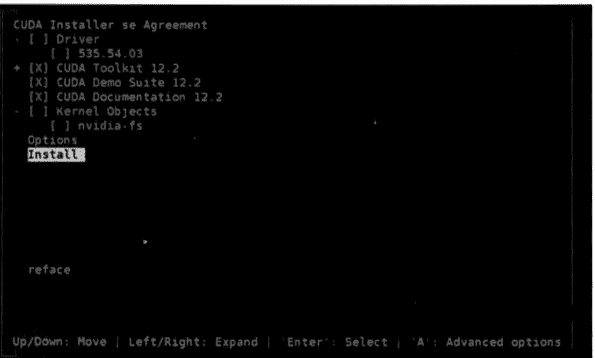 CUDA Installer se Agreement
- [ ] Driver
[ ] 535.54.03
+ [X] CUDA Toolkit 12.2
[X] CUDA Demo Suite 12.2
[X] CUDA Documentation 12.2
- [ ] Kernel Objects
[ ] nvidia-fs
Options
Install
reface
Up/Down: Move | Left/Right: Expand | 'Enter': Select | 'A': Advanced options